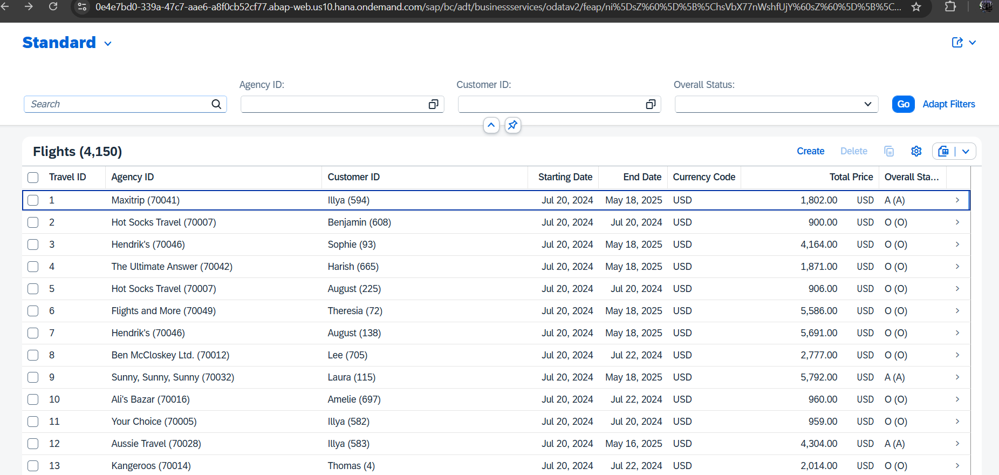 0e4e7bd0-339a-47c7-aae6-a8f0cb52cf77.abap-web.us10.hana.ondemand.com/sap/bc/adt/businessservices/odatav2/feap/ni%5DsZ%60%5D%5B%5ChsVbX77nWshfUjY%60sZ%60%5D%5B%5C...
Standard
Agency ID: Customer ID: Overall Status:
Search Go Adapt Filters
Flights (4,150) Create Delete
Travel ID Agency ID Customer ID Starting Date End Date Currency Code Total Price Overall Sta...
1 Maxitrip (70041) Illya (594) Jul 20, 2024 May 18, 2025 USD 1,802.00 USD A (A)
2 Hot Socks Travel (70007) Benjamin (608) Jul 20, 2024 Jul 20, 2024 USD 900.00 USD O (O)
3 Hendrik's (70046) Sophie (93) Jul 20, 2024 May 18, 2025 USD 4,164.00 USD O (O)
4 The Ultimate Answer (70042) Harish (665) Jul 20, 2024 May 18, 2025 USD 1,871.00 USD O (O)
5 Hot Socks Travel (70007) August (225) Jul 20, 2024 Jul 20, 2024 USD 906.00 USD O (O)
6 Flights and More (70049) Theresia (72) Jul 20, 2024 May 18, 2025 USD 5,586.00 USD O (O)
7 Hendrik's (70046) August (138) Jul 20, 2024 May 18, 2025 USD 5,691.00 USD O (O)
8 Ben McCloskey Ltd. (70012) Lee (705) Jul 20, 2024 Jul 22, 2024 USD 2,777.00 USD O (O)
9 Sunny, Sunny, Sunny (70032) Laura (115) Jul 20, 2024 May 18, 2025 USD 5,792.00 USD A (A)
10 Ali's Bazar (70016) Amelie (697) Jul 20, 2024 Jul 22, 2024 USD 960.00 USD O (O)
11 Your Choice (70005) Illya (582) Jul 20, 2024 Jul 20, 2024 USD 959.00 USD O (O)
12 Aussie Travel (70028) Illya (583) Jul 20, 2024 May 16, 2025 USD 4,304.00 USD A (A)
13 Kangeroos (70014) Thomas (4) Jul 20, 2024 Jul 22, 2024 USD 2,014.00 USD O (O)